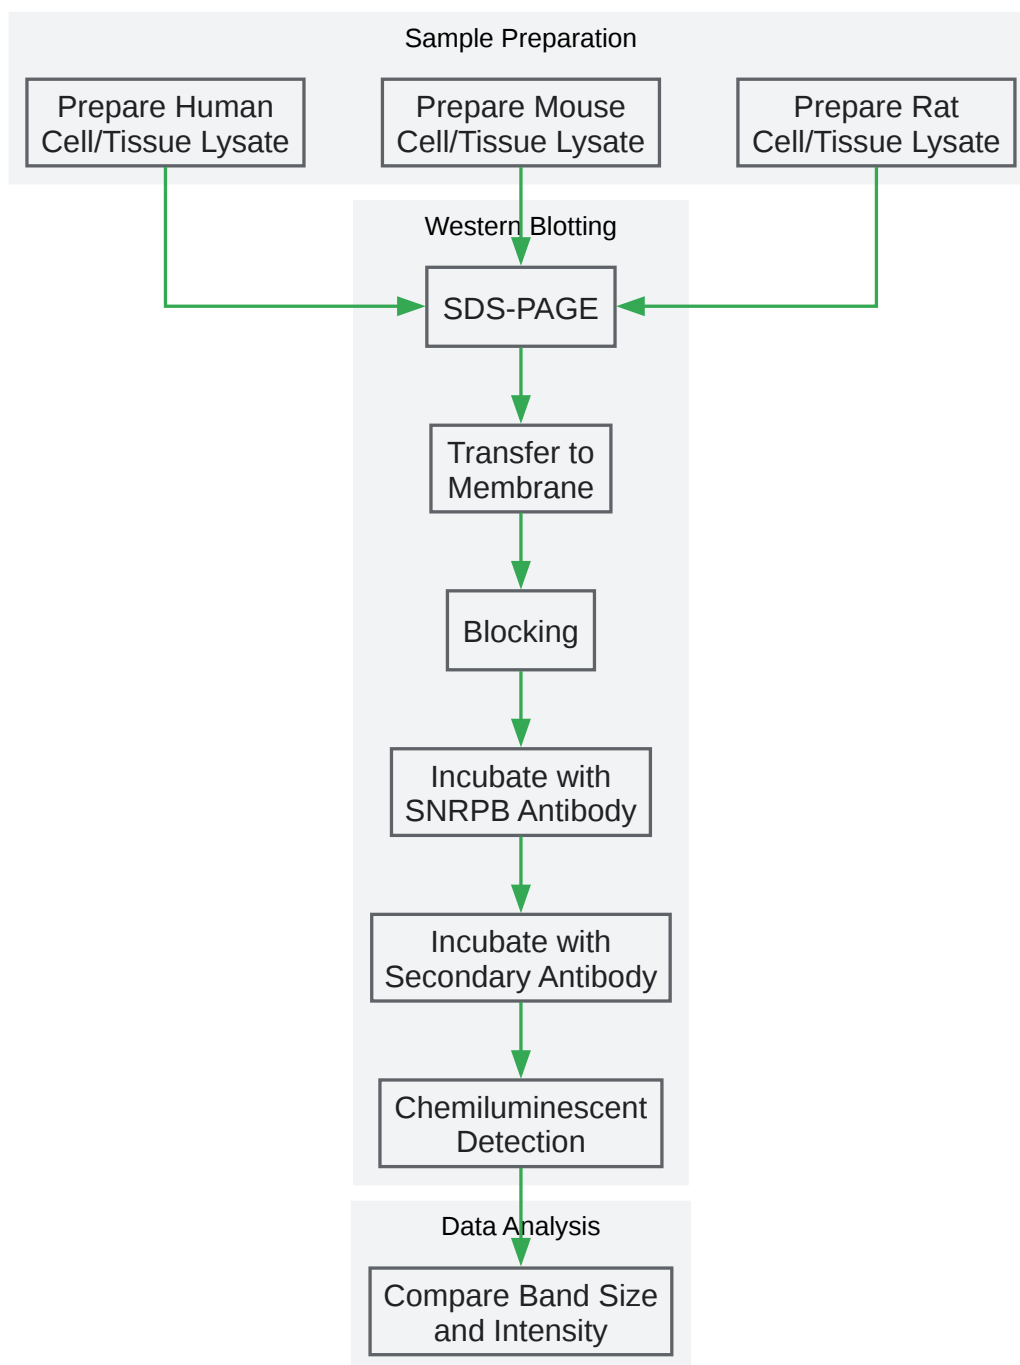 Sample Preparation
Prepare Human
Cell/Tissue Lysate
Prepare Mouse
Cell/Tissue Lysate
Prepare Rat
Cell/Tissue Lysate
Western Blotting
SDS-PAGE
Transfer to
Membrane
Blocking
Incubate with
SNRPB Antibody
Incubate with
Secondary Antibody
Chemiluminescent
Detection
Data Analysis
Compare Band Size
and Intensity